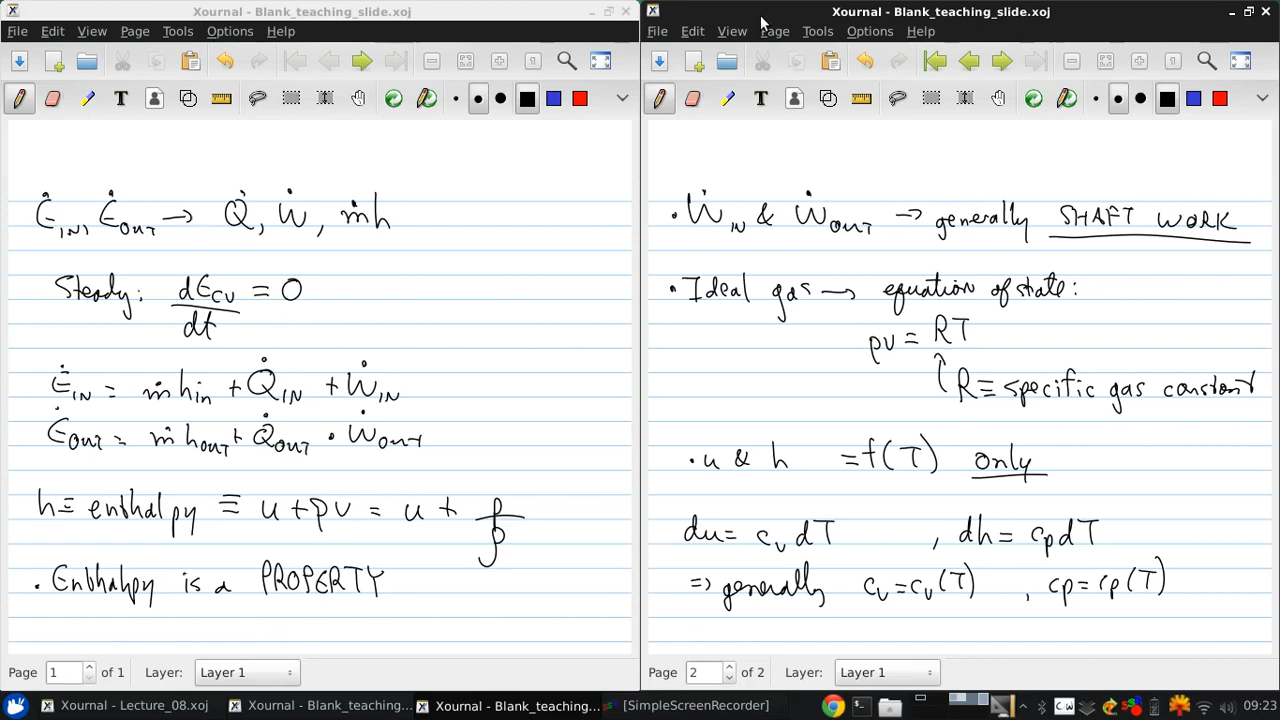 Xournal - Blank_teaching_slide.xoj
File Edit View Page Tools Options Help
Ė_IN, Ė_OUT → Q̇, Ẇ, ṁh
Steady: dE_CV/dt = 0
Ė_IN = ṁ h_in + Q̇_IN + Ẇ_IN
Ė_OUT = ṁ h_OUT + Q̇_OUT · Ẇ_OUT
h ≡ enthalpy ≡ u + pv = u + p/ρ
· Enthalpy is a PROPERTY
Page 1 of 1 Layer: Layer 1
Xournal - Blank_teaching_slide.xoj
File Edit View Page Tools Options Help
· Ẇ_IN & Ẇ_OUT → generally SHAFT WORK
· Ideal gas → equation of state:
pv = RT
R ≡ specific gas constant
· u & h = f(T) only
du = c_v dT , dh = c_p dT
⇒ generally c_v = c_v(T) , cp = cp(T)
Page 2 of 2 Layer: Layer 1
Xournal - Lecture_08.xoj Xournal - Blank_teaching... Xournal - Blank_teaching... [SimpleScreenRecorder] 09:23